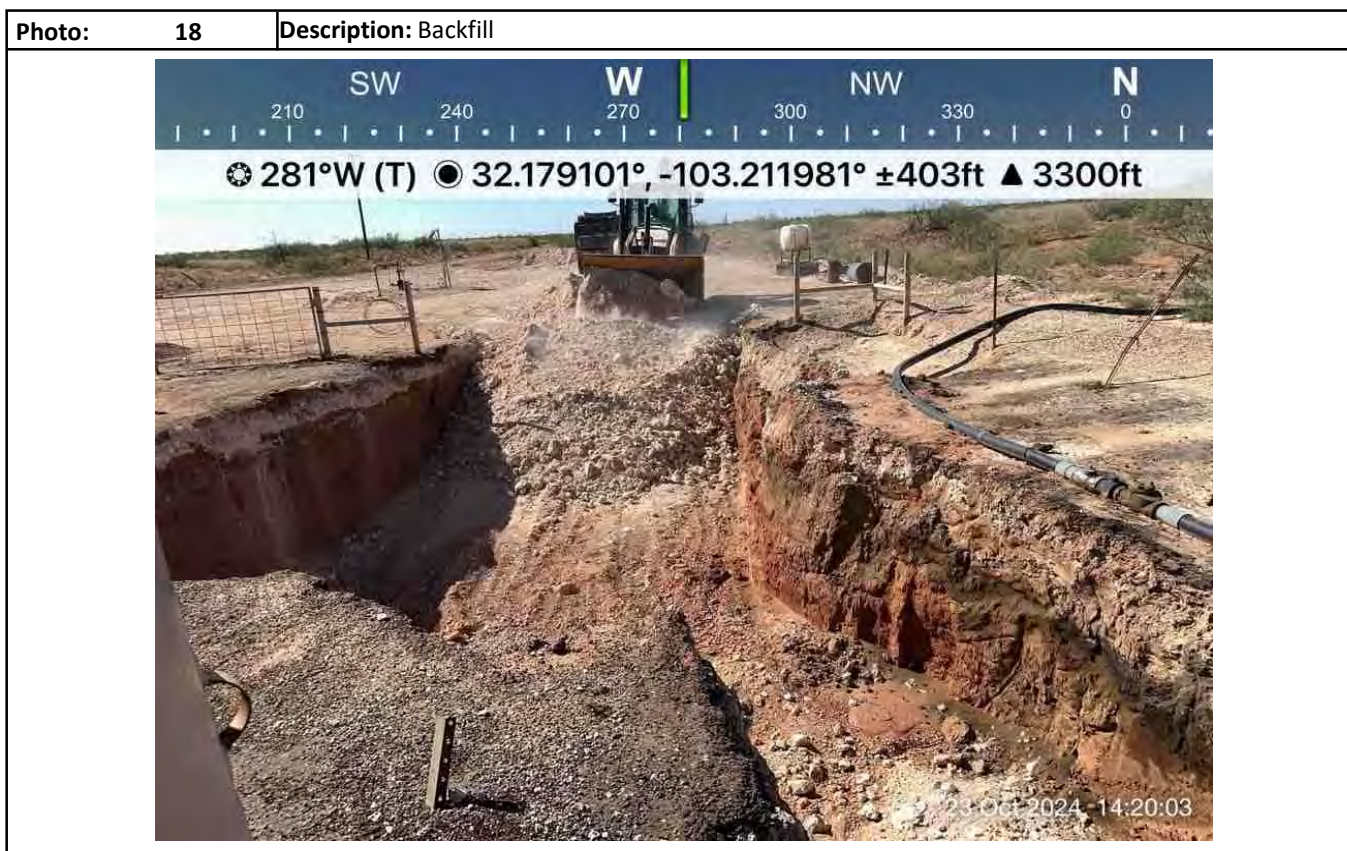 Photo: 18 Description: Backfill
SW W NW N
210 240 270 300 330 0
281°W (T) 32.179101°, -103.211981° ±403ft ▲ 3300ft
23 Oct 2024, 14:20:03